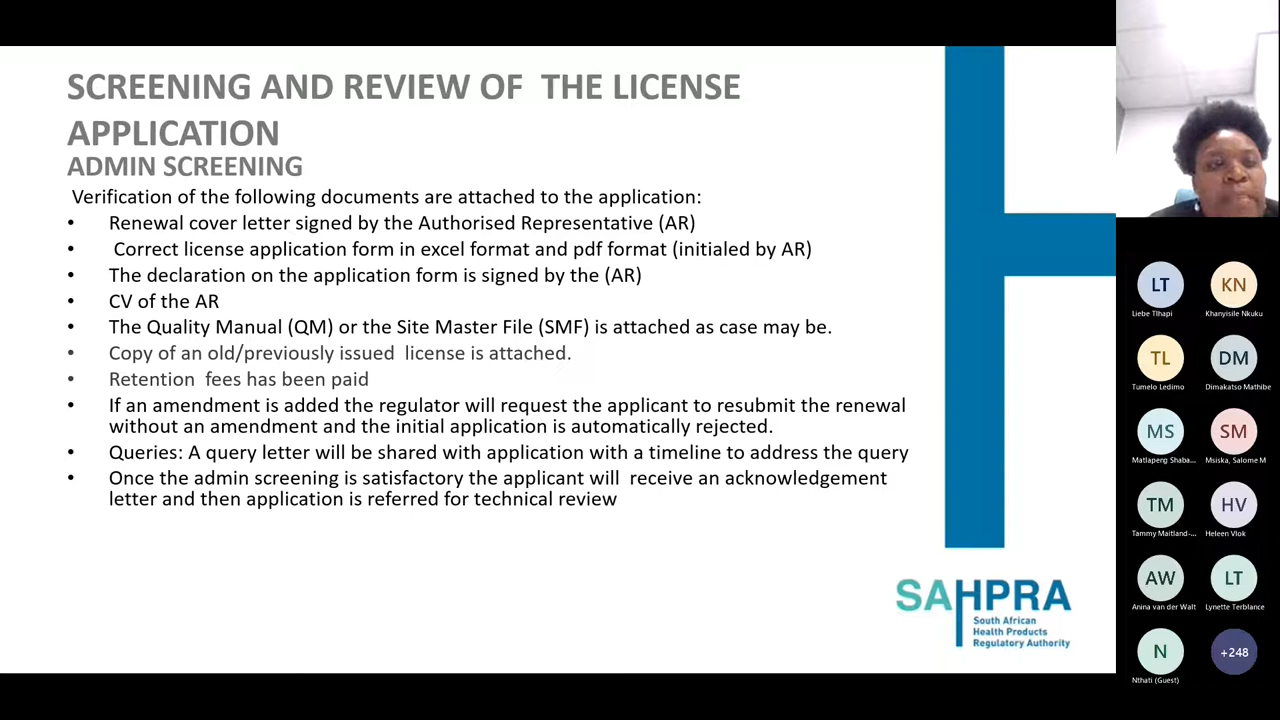 SCREENING AND REVIEW OF  THE LICENSE
APPLICATION
ADMIN SCREENING
Verification of the following documents are attached to the application:
• Renewal cover letter signed by the Authorised Representative (AR)
• Correct license application form in excel format and pdf format (initialed by AR)
• The declaration on the application form is signed by the (AR)
• CV of the AR
• The Quality Manual (QM) or the Site Master File (SMF) is attached as case may be.
• Copy of an old/previously issued  license is attached.
• Retention  fees has been paid
• If an amendment is added the regulator will request the applicant to resubmit the renewal
without an amendment and the initial application is automatically rejected.
• Queries: A query letter will be shared with application with a timeline to address the query
• Once the admin screening is satisfactory the applicant will  receive an acknowledgement
letter and then application is referred for technical review
SAHPRA
South African
Health Products
Regulatory Authority
LT
KN
Liebe Tlhapi
Khanyisile Nkuku
TL
DM
Tumelo Ledimo
Dimakatso Mathibe
MS
SM
Matlapeng Shaba...
Msiska, Salome M
TM
HV
Tammy Maitland-...
Heleen Vlok
AW
LT
Anina van der Walt
Lynette Terblance
N
+248
Nthati (Guest)